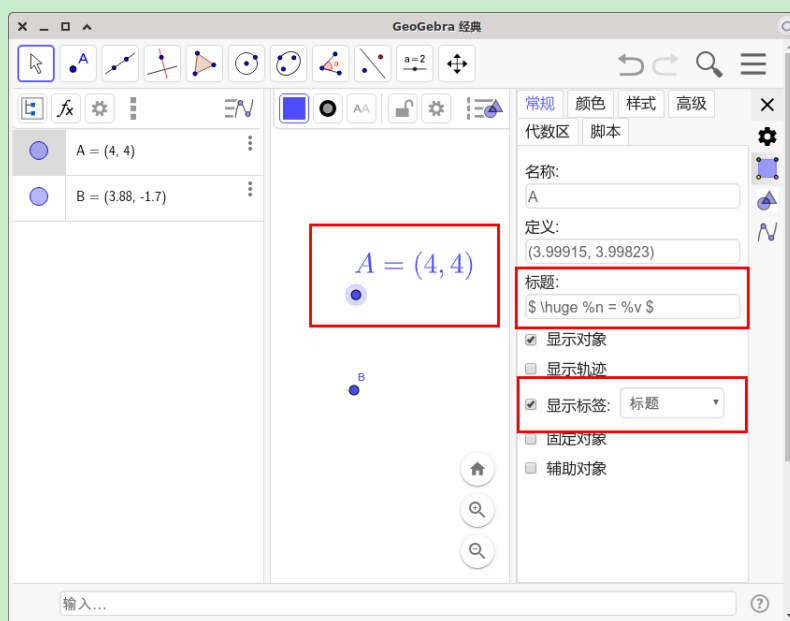 GeoGebra 经典
A
a=2
fx
AA
A = (4, 4)
B = (3.88, -1.7)
A = (4, 4)
B
常规 颜色 样式 高级
代数区 脚本
名称:
A
定义:
(3.99915, 3.99823)
标题:
$ \huge %n = %v $
显示对象
显示轨迹
显示标签: 标题
固定对象
辅助对象
输入…